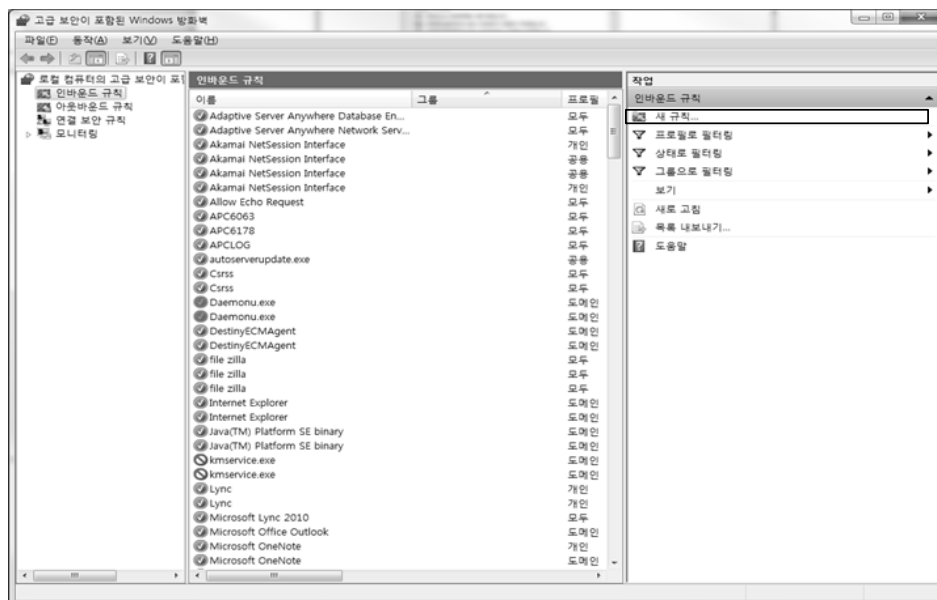 고급 보안이 포함된 Windows 방화벽
파일(F) 동작(A) 보기(V) 도움말(H)
로컬 컴퓨터의 고급 보안이 포
인바운드 규칙
아웃바운드 규칙
연결 보안 규칙
모니터링
인바운드 규칙
이름 그룹 프로필
Adaptive Server Anywhere Database En... 모두
Adaptive Server Anywhere Network Serv... 모두
Akamai NetSession Interface 개인
Akamai NetSession Interface 공용
Akamai NetSession Interface 공용
Akamai NetSession Interface 개인
Allow Echo Request 모두
APC6063 모두
APC6178 모두
APCLOG 모두
autoserverupdate.exe 공용
Csrss 모두
Csrss 모두
Daemonu.exe 도메인
Daemonu.exe 도메인
DestinyECMAgent 도메인
DestinyECMAgent 도메인
file zilla 모두
file zilla 모두
file zilla 모두
Internet Explorer 도메인
Internet Explorer 도메인
Java(TM) Platform SE binary 도메인
Java(TM) Platform SE binary 도메인
kmservice.exe 도메인
kmservice.exe 도메인
Lync 개인
Lync 개인
Microsoft Lync 2010 모두
Microsoft Office Outlook 도메인
Microsoft OneNote 개인
Microsoft OneNote 도메인
작업
인바운드 규칙
새 규칙...
프로필로 필터링
상태로 필터링
그룹으로 필터링
보기
새로 고침
목록 내보내기...
도움말